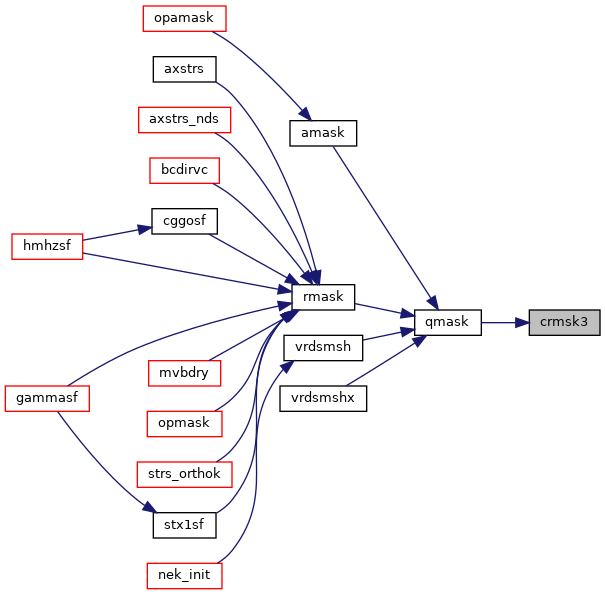 opamask
axstrs
axstrs_nds
amask
bcdirvc
cggosf
hmhzsf
rmask
qmask
crmsk3
vrdsmsh
mvbdry
gammasf
vrdsmshx
opmask
strs_orthok
stx1sf
nek_init